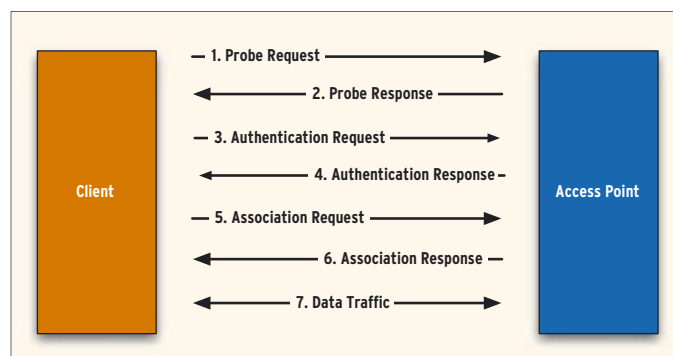 1. Probe Request
2. Probe Response
3. Authentication Request
4. Authentication Response
Client
Access Point
5. Association Request
6. Association Response
7. Data Traffic